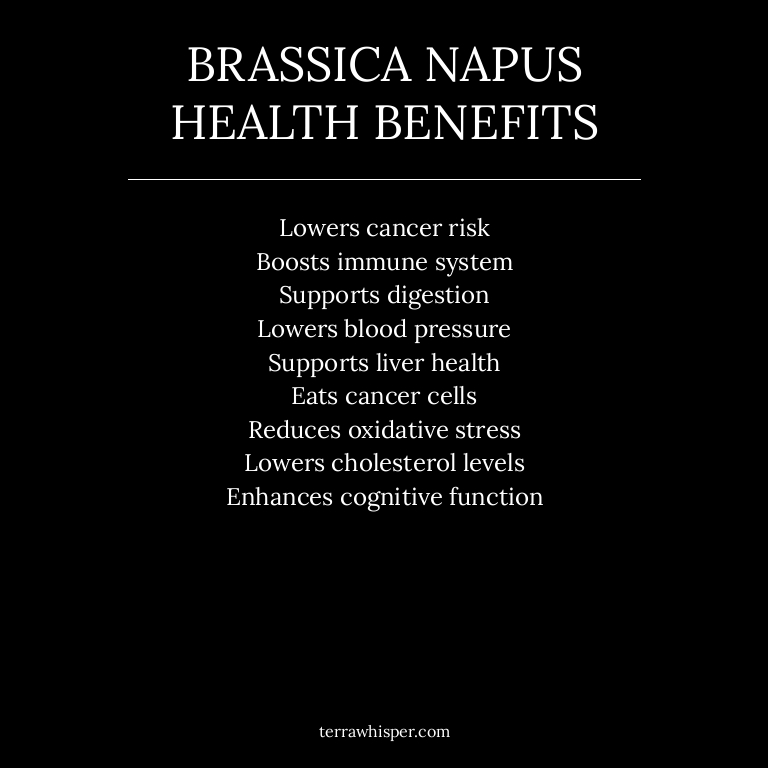 BRASSICA NAPUS
HEALTH BENEFITS
Lowers cancer risk
Boosts immune system
Supports digestion
Lowers blood pressure
Supports liver health
Eats cancer cells
Reduces oxidative stress
Lowers cholesterol levels
Enhances cognitive function
terrawhisper.com